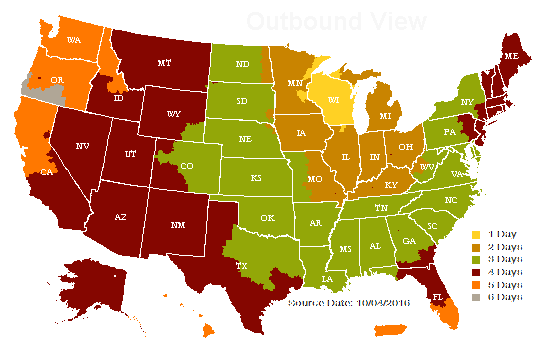 Outbound View
WA
MT
ND
MN
ME
OR
ID
WI
SD
MI
NY
WY
IA
PA
NE
NV
UT
IL
IN
OH
CO
WV
VA
CA
KS
MO
KY
NC
TN
AZ
NM
OK
AR
SC
MS
AL
GA
TX
LA
FL
1 Day
2 Days
3 Days
4 Days
5 Days
6 Days
Source Date: 10/04/2016